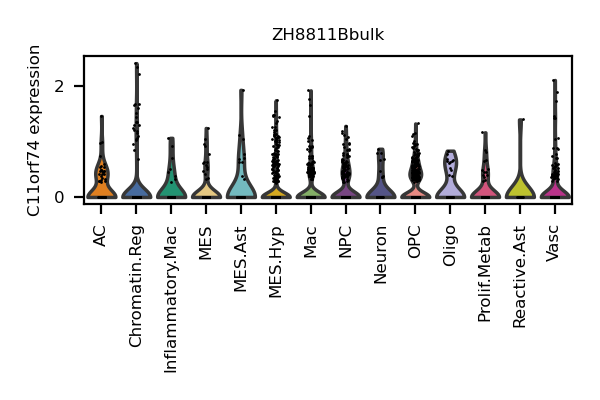 ZH8811Bbulk
C11orf74 expression
2
0
AC
Chromatin.Reg
Inflammatory.Mac
MES
MES.Ast
MES.Hyp
Mac
NPC
Neuron
OPC
Oligo
Prolif.Metab
Reactive.Ast
Vasc